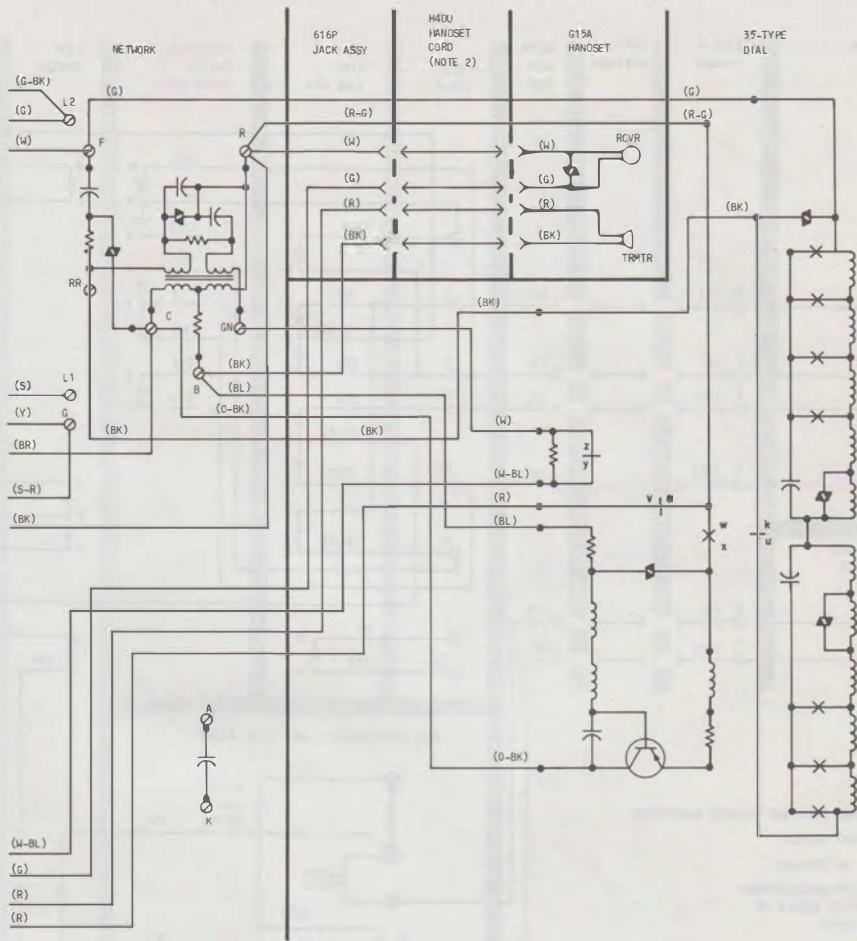 NETWORK
616P
JACK ASSY
H4DU
HANDSET
CORD
(NOTE 2)
G15A
HANDSET
35-TYPE
DIAL
(G-BK)
L2
(G)
(G)
(G)
(W)
F
R
(R-G)
(R-G)
(W)
(W)
RCVR
(G)
(G)
(R)
(R)
(BK)
(BK)
(BK)
TRMTR
RR
C
GN
(BK)
B
(BK)
(BL)
(O-BK)
(S)
L1
(Y)
G
(BK)
(BK)
(W)
(BR)
z
y
(W-BL)
(S-R)
(R)
v
m
(BL)
(BK)
w
x
k
u
A
K
(O-BK)
(W-BL)
(G)
(R)
(R)